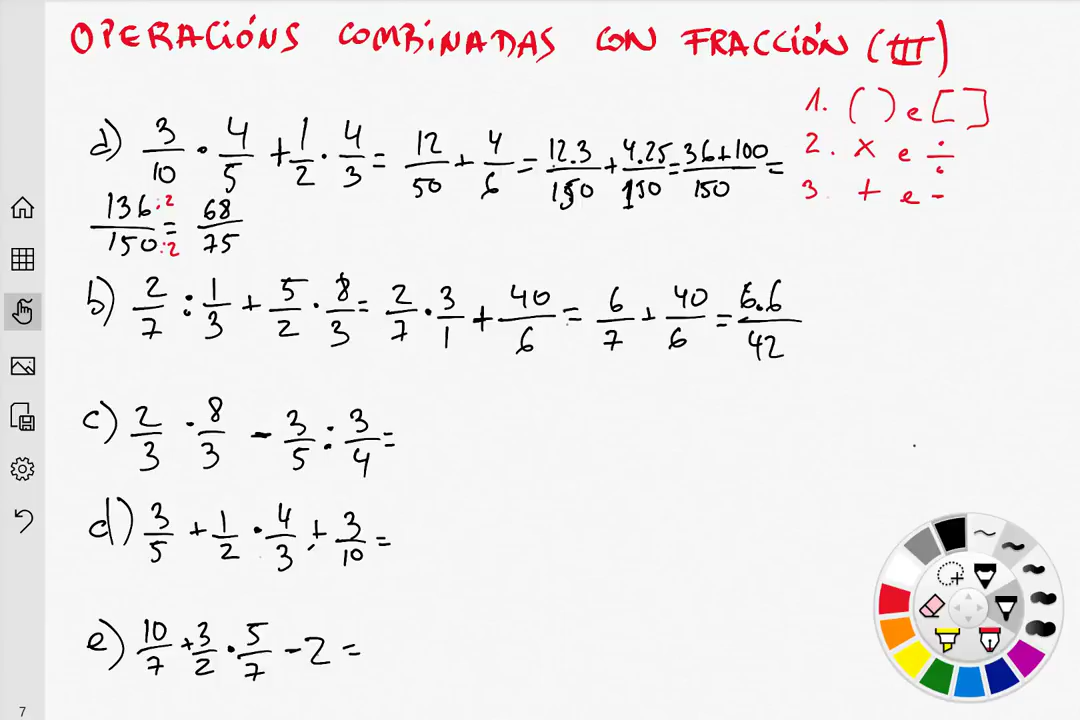 OPERACIÓNS COMBINADAS CON FRACCIÓN (III)
1. ( ) e [ ]
2. x e ÷
3. + e -
a) 3/10 · 4/5 + 1/2 · 4/3 = 12/50 + 4/6 = 12.3/150 + 4.25/150 = 36+100/150 =
136:2/150:2 = 68/75
b) 2/7 : 1/3 + 5/2 · 8/3 = 2/7 · 3/1 + 40/6 = 6/7 + 40/6 = 6.6/42
c) 2/3 · 8/3 - 3/5 : 3/4 =
d) 3/5 + 1/2 · 4/3 + 3/10 =
e) 10/7 + 3/2 · 5/7 - 2 =
7